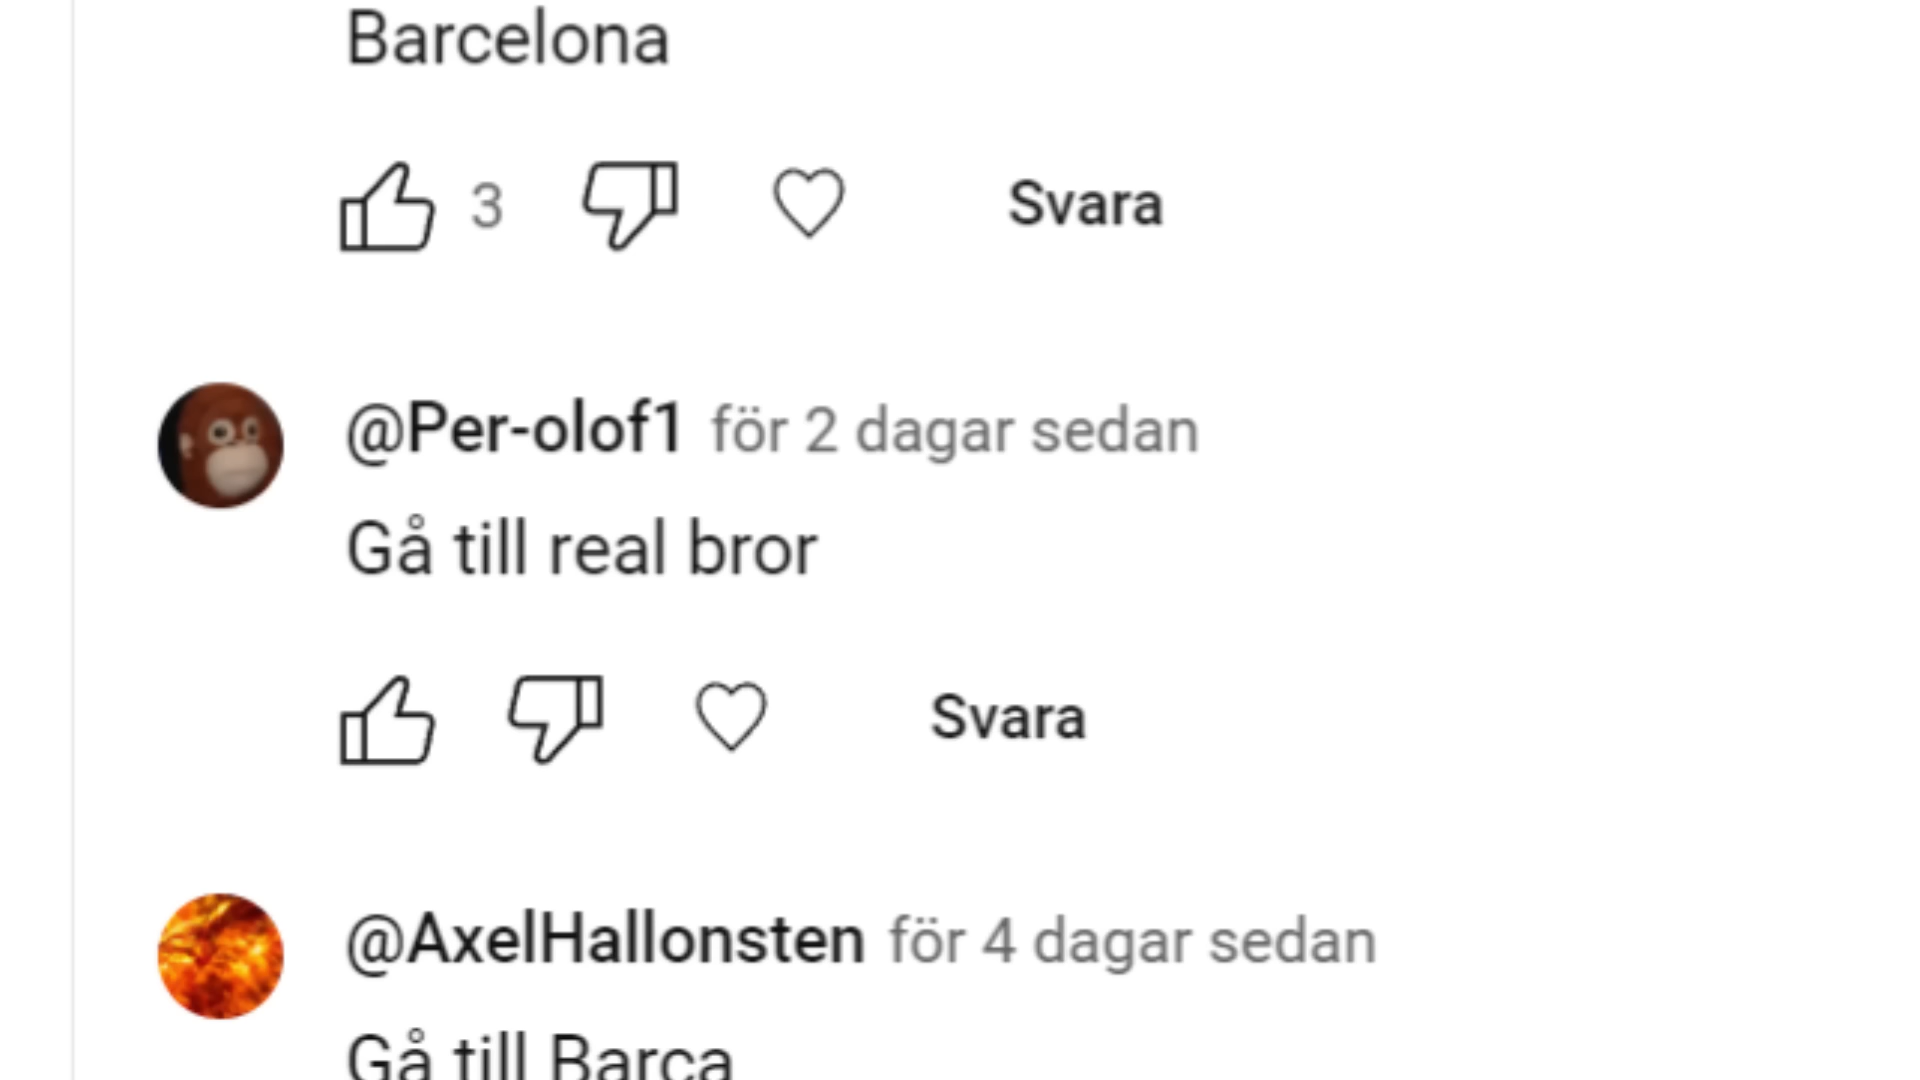 Barcelona
3 Svara
@Per-olof1 för 2 dagar sedan
Gå till real bror
Svara
@AxelHallonsten för 4 dagar sedan
Gå till Barca